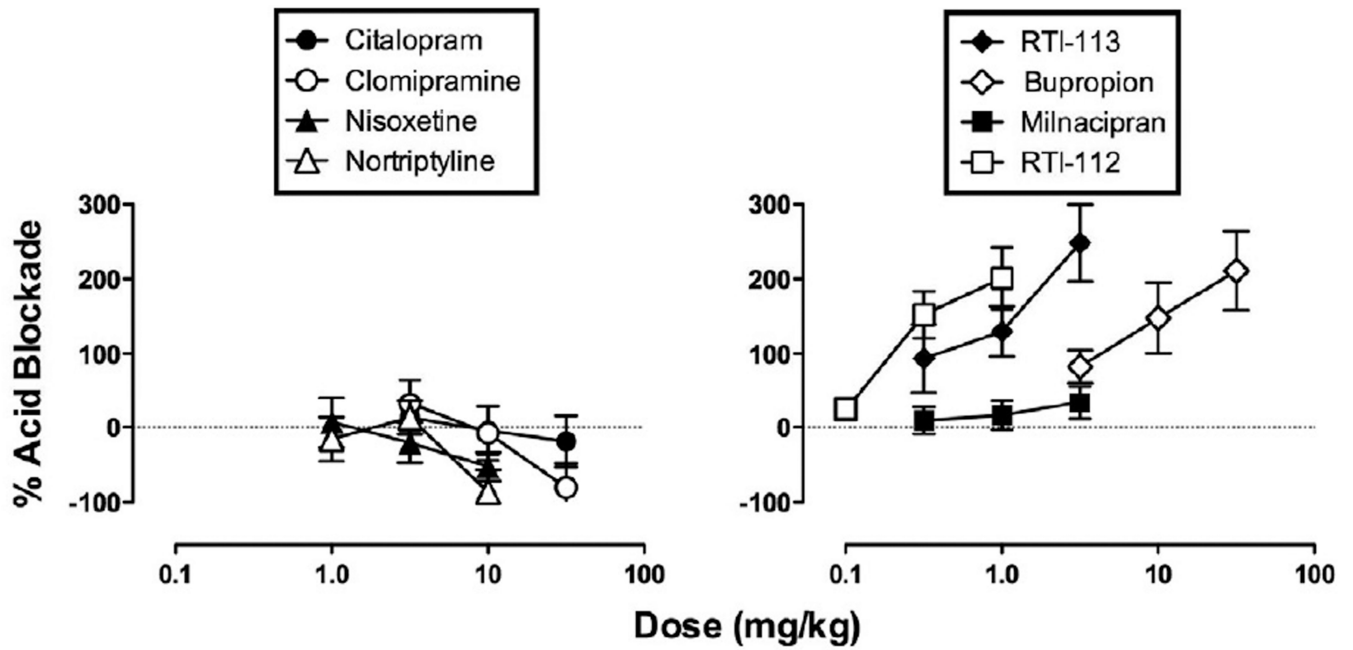 Citalopram
Clomipramine
Nisoxetine
Nortriptyline
RTI-113
Bupropion
Milnacipran
RTI-112
% Acid Blockade
300
200
100
0
-100
0.1 1.0 10 100
300
200
100
0
-100
0.1 1.0 10 100
Dose (mg/kg)